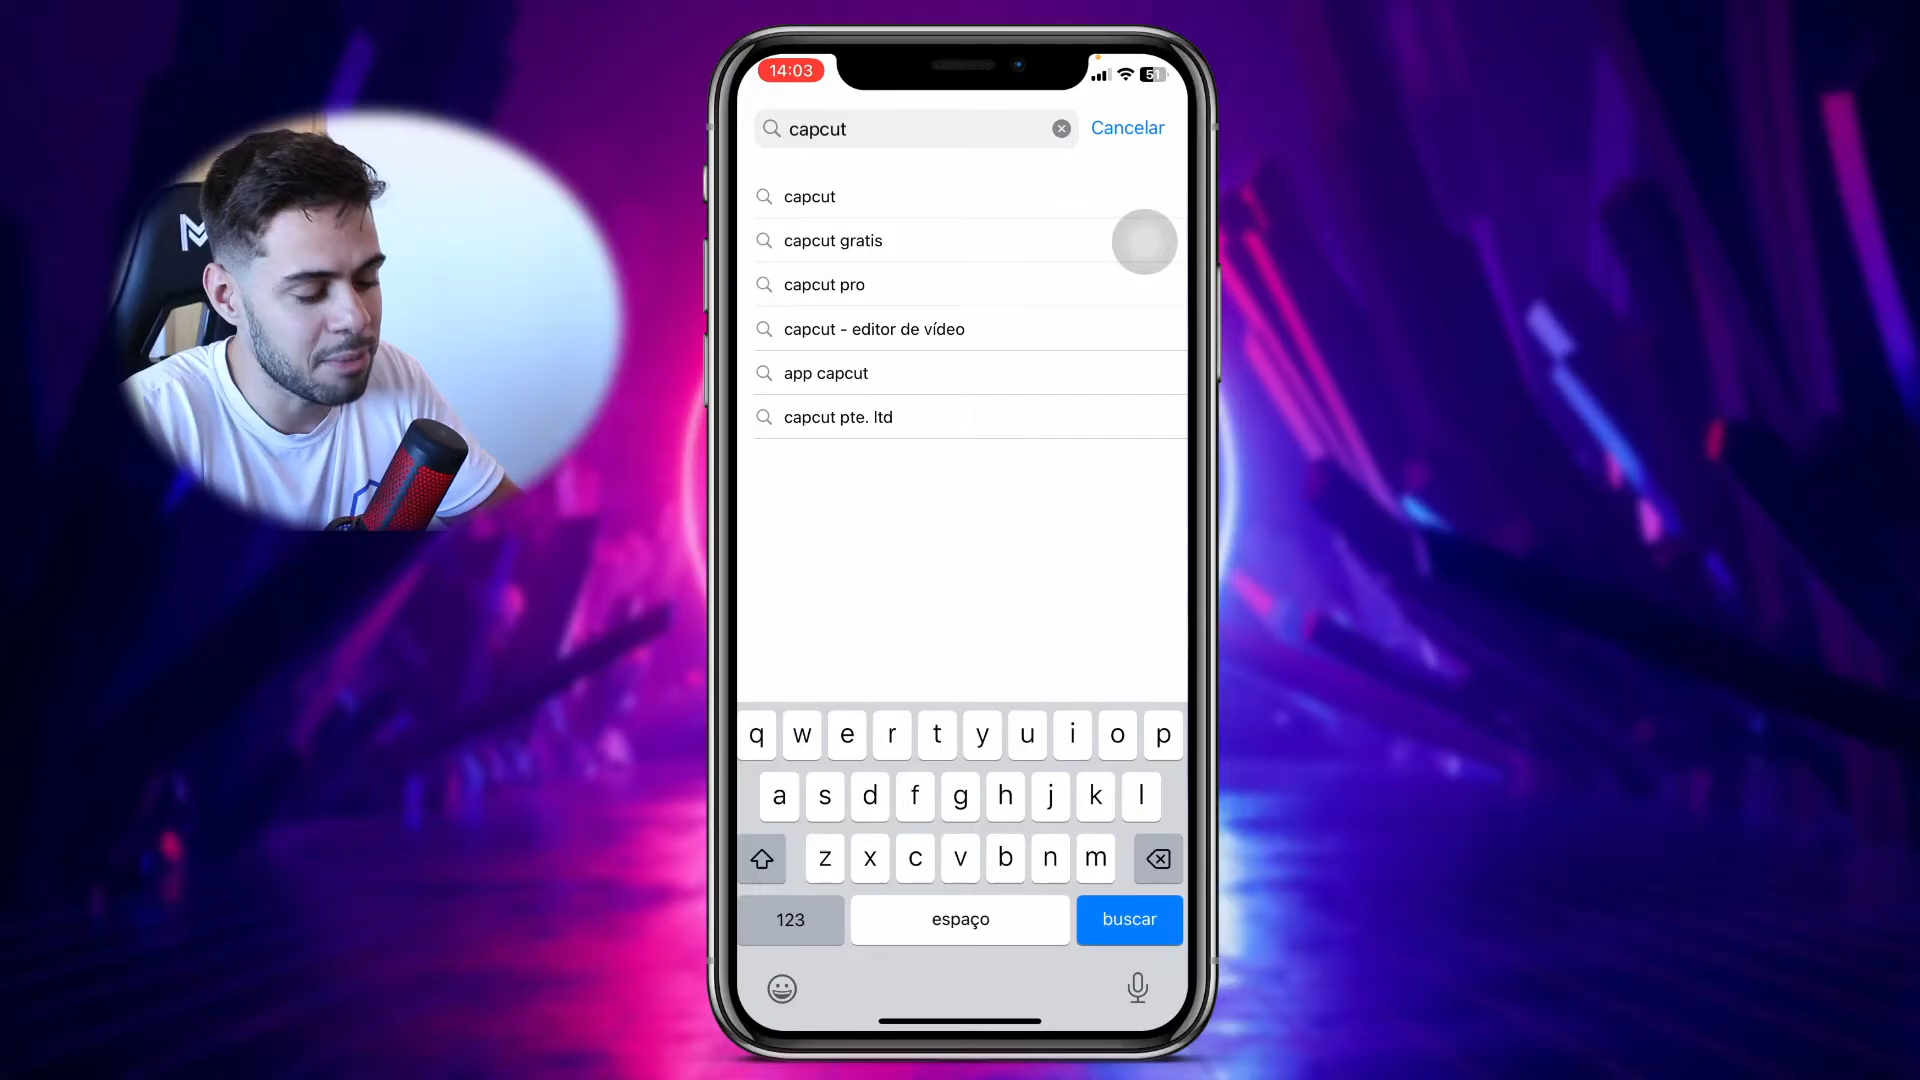 14:03
51
capcut
Cancelar
capcut
capcut gratis
capcut pro
capcut - editor de vídeo
app capcut
capcut pte. ltd
q w e r t y u i o p
a s d f g h j k l
z x c v b n m
123
espaço
buscar